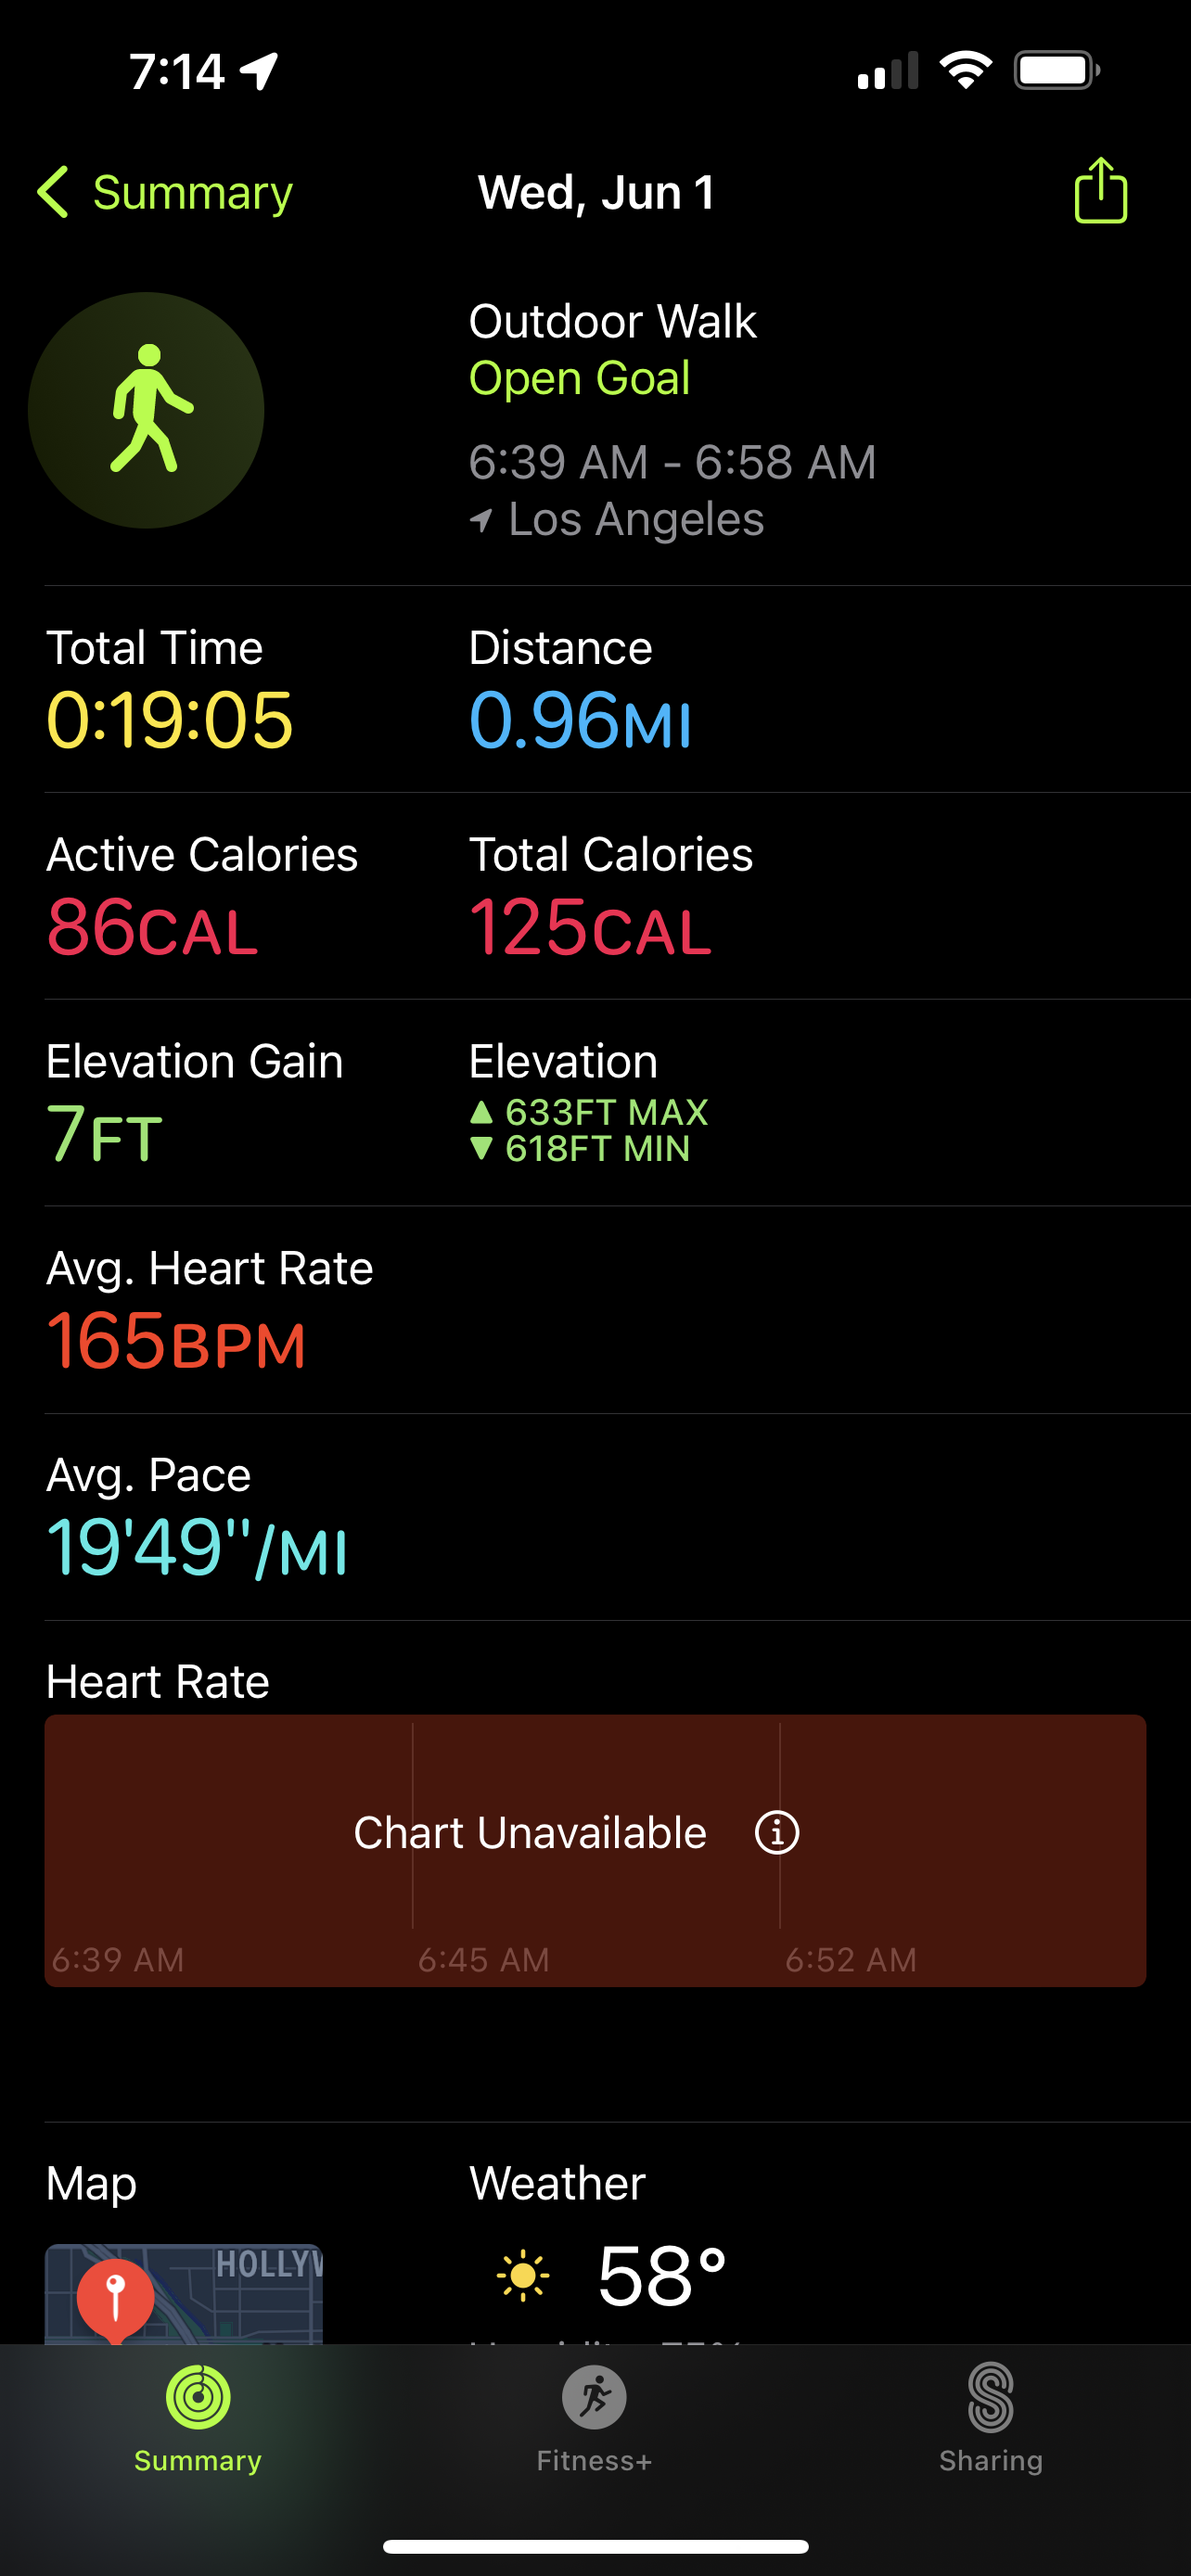 7:14
Summary
Wed, Jun 1
Outdoor Walk
Open Goal
6:39 AM - 6:58 AM
Los Angeles
Total Time
0:19:05
Distance
0.96MI
Active Calories
86CAL
Total Calories
125CAL
Elevation Gain
7FT
Elevation
633FT MAX
618FT MIN
Avg. Heart Rate
165BPM
Avg. Pace
19'49"/MI
Heart Rate
Chart Unavailable
6:39 AM 6:45 AM 6:52 AM
Map
HOLLYW
Weather
58°
Summary
Fitness+
Sharing